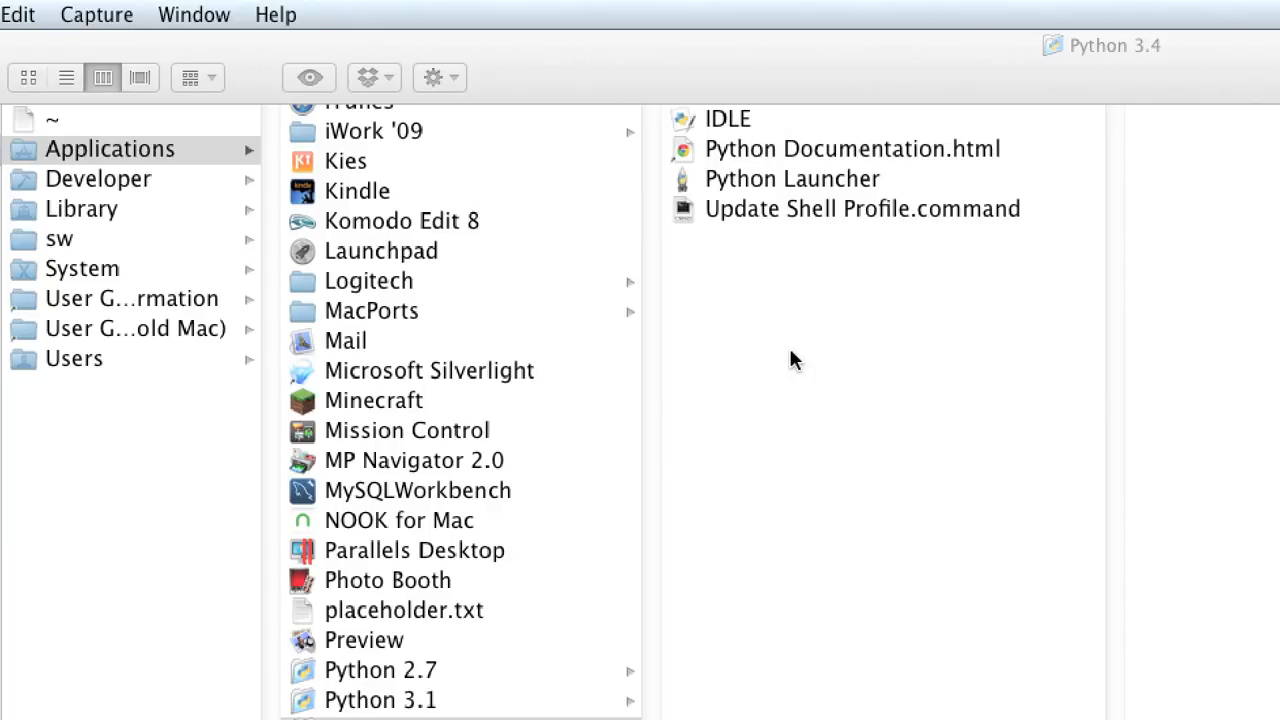 Edit Capture Window Help
Python 3.4
~
Applications
Developer
Library
sw
System
User G...rmation
User G...old Mac)
Users
iTunes
iWork '09
Kies
Kindle
Komodo Edit 8
Launchpad
Logitech
MacPorts
Mail
Microsoft Silverlight
Minecraft
Mission Control
MP Navigator 2.0
MySQLWorkbench
NOOK for Mac
Parallels Desktop
Photo Booth
placeholder.txt
Preview
Python 2.7
Python 3.1
IDLE
Python Documentation.html
Python Launcher
Update Shell Profile.command